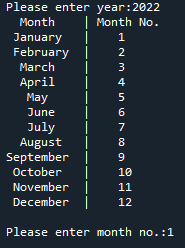 Please enter year:2022
Month | Month No.
January | 1
February | 2
March | 3
April | 4
May | 5
June | 6
July | 7
August | 8
September | 9
October | 10
November | 11
December | 12
Please enter month no.:1